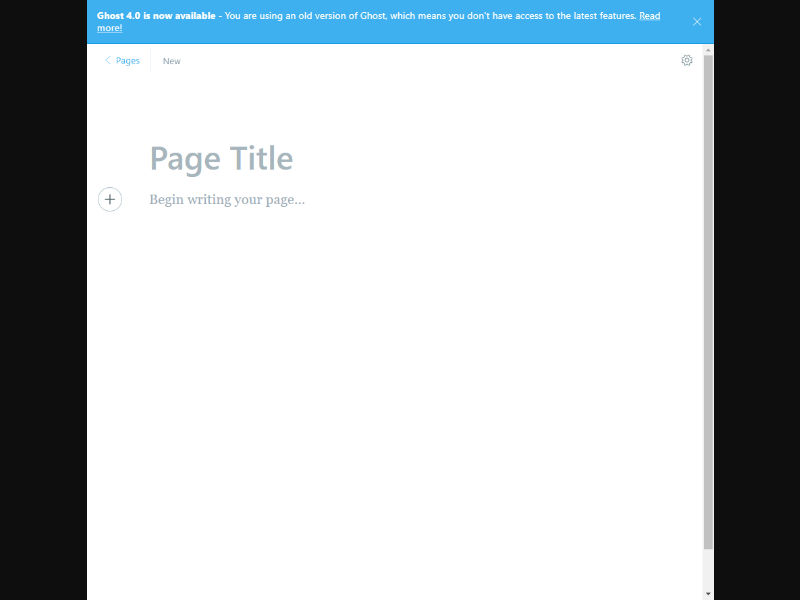 Ghost 4.0 is now available - You are using an old version of Ghost, which means you don't have access to the latest features. Read
more!
Pages
New
Page Title
Begin writing your page...